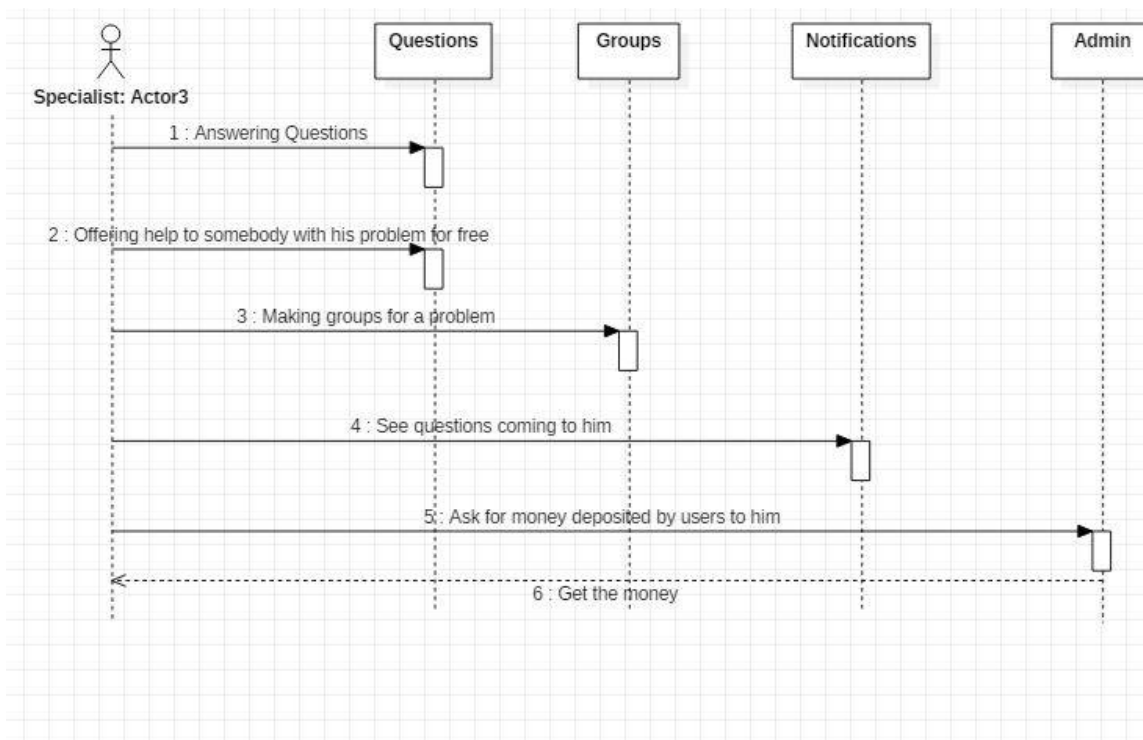 Questions
Groups
Notifications
Admin
Specialist: Actor3
1 : Answering Questions
2 : Offering help to somebody with his problem for free
3 : Making groups for a problem
4 : See questions coming to him
5 : Ask for money deposited by users to him
6 : Get the money